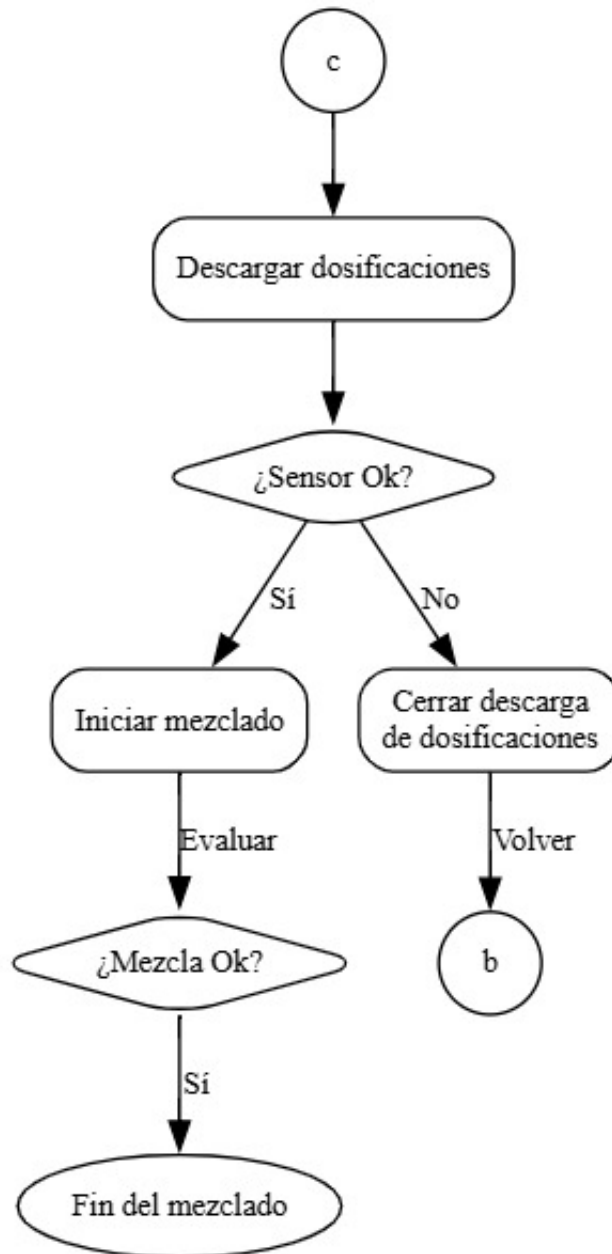 c
Descargar dosificaciones
¿Sensor Ok?
Sí
No
Iniciar mezclado
Cerrar descarga
de dosificaciones
Evaluar
Volver
¿Mezcla Ok?
b
Sí
Fin del mezclado